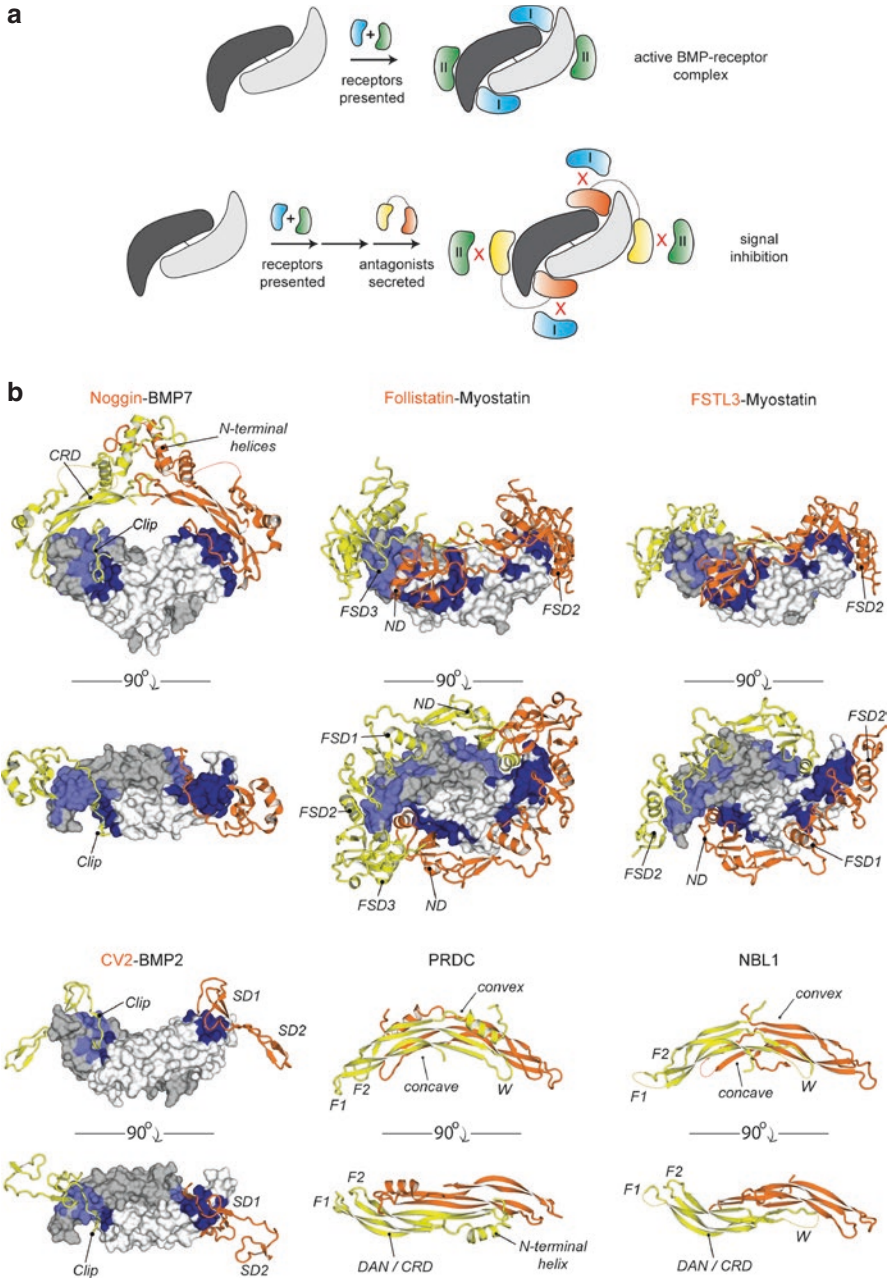 a
I
+
II
II
receptors
presented
I
active BMP-receptor
complex
I
X
+
II
X
X
II
receptors
presented
antagonists
secreted
signal
inhibition
X
I
b
Noggin-BMP7
Follistatin-Myostatin
FSTL3-Myostatin
N-terminal
helices
CRD
Clip
FSD3
ND
FSD2
FSD2
90°
90°
90°
ND
FSD1
FSD2
FSD2
Clip
FSD3
ND
FSD2
ND
FSD1
CV2-BMP2
PRDC
NBL1
Clip
SD1
SD2
convex
F2
F1
concave
W
convex
F2
F1
concave
W
90°
90°
90°
SD1
Clip
SD2
F2
F1
DAN / CRD
N-terminal
helix
F2
F1
W
DAN / CRD